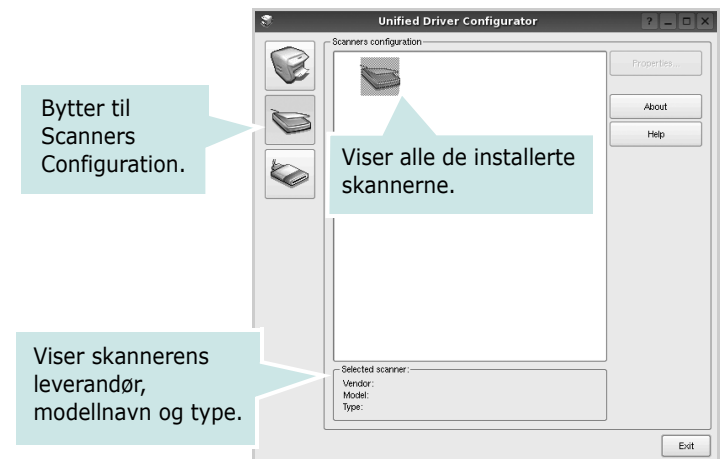 Unified Driver Configurator
Scanners configuration
Properties...
About
Help
Bytter til
Scanners
Configuration.
Viser alle de installerte
skannerne.
Viser skannerens
leverandør,
modellnavn og type.
Selected scanner:
Vendor:
Model:
Type:
Exit